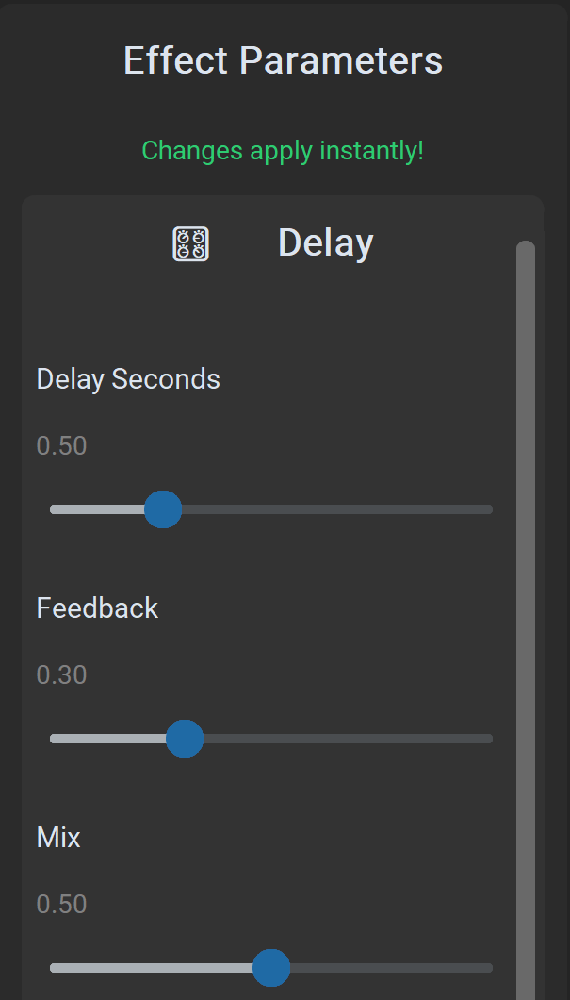 Effect Parameters
Changes apply instantly!
🎛 Delay
Delay Seconds
0.50
Feedback
0.30
Mix
0.50